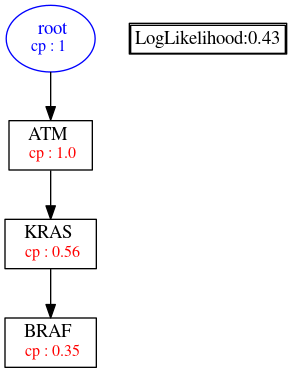 root
cp : 1
LogLikelihood:0.43
ATM
cp : 1.0
KRAS
cp : 0.56
BRAF
cp : 0.35